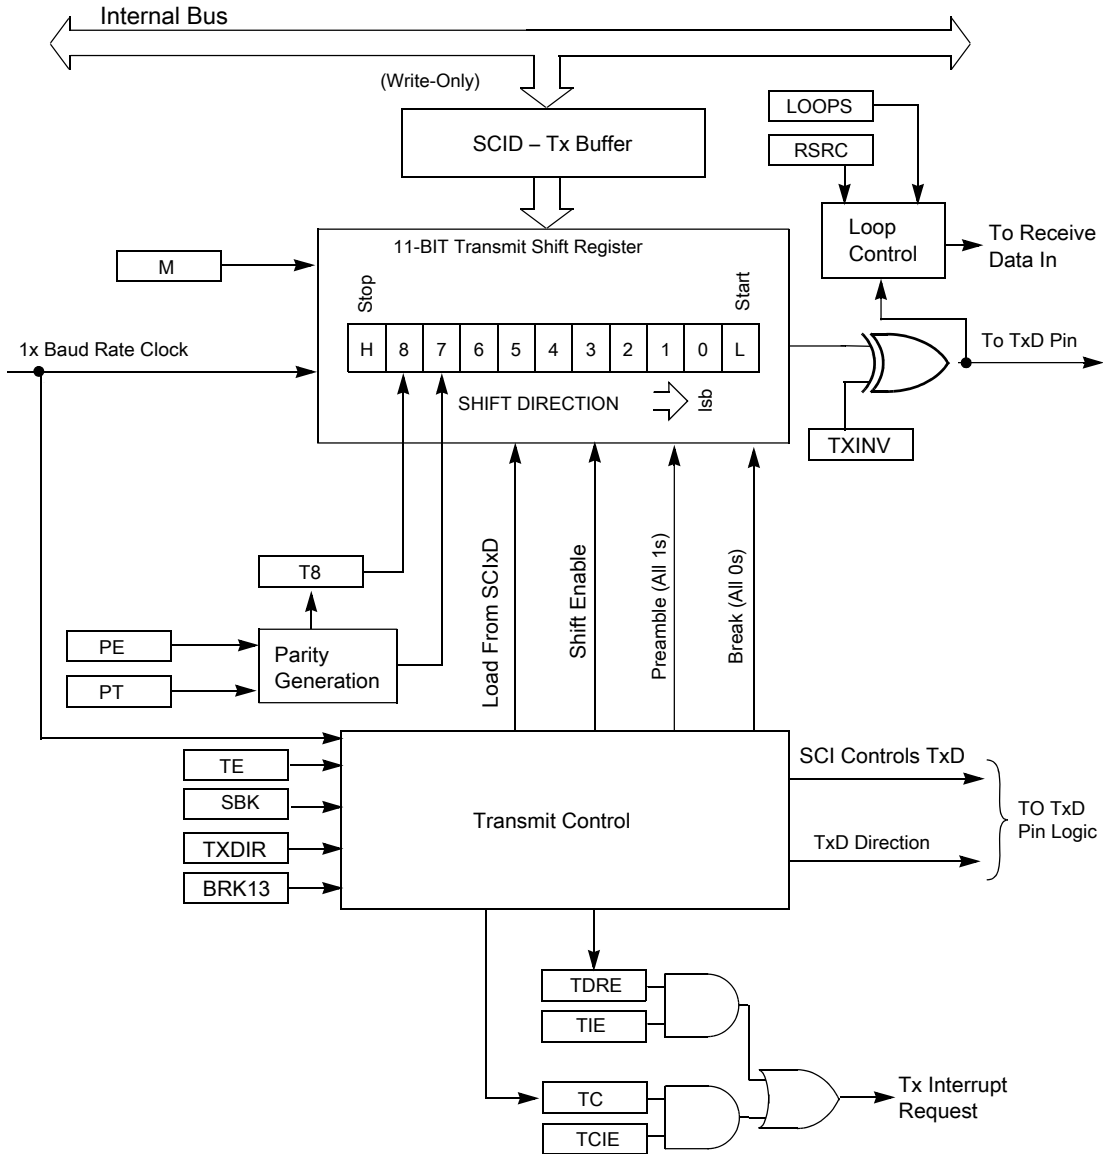 Internal Bus
(Write-Only)
LOOPS
SCID – Tx Buffer
RSRC
11-BIT Transmit Shift Register
Loop
Control
To Receive
Data In
M
Stop
Start
H 8 7 6 5 4 3 2 1 0 L
1x Baud Rate Clock
To TxD Pin
SHIFT DIRECTION
lsb
TXINV
Load From SCIxD
Shift Enable
Preamble (All 1s)
Break (All 0s)
T8
PE
PT
Parity
Generation
TE
SBK
TXDIR
BRK13
Transmit Control
SCI Controls TxD
TxD Direction
TO TxD
Pin Logic
TDRE
TIE
TC
TCIE
Tx Interrupt
Request